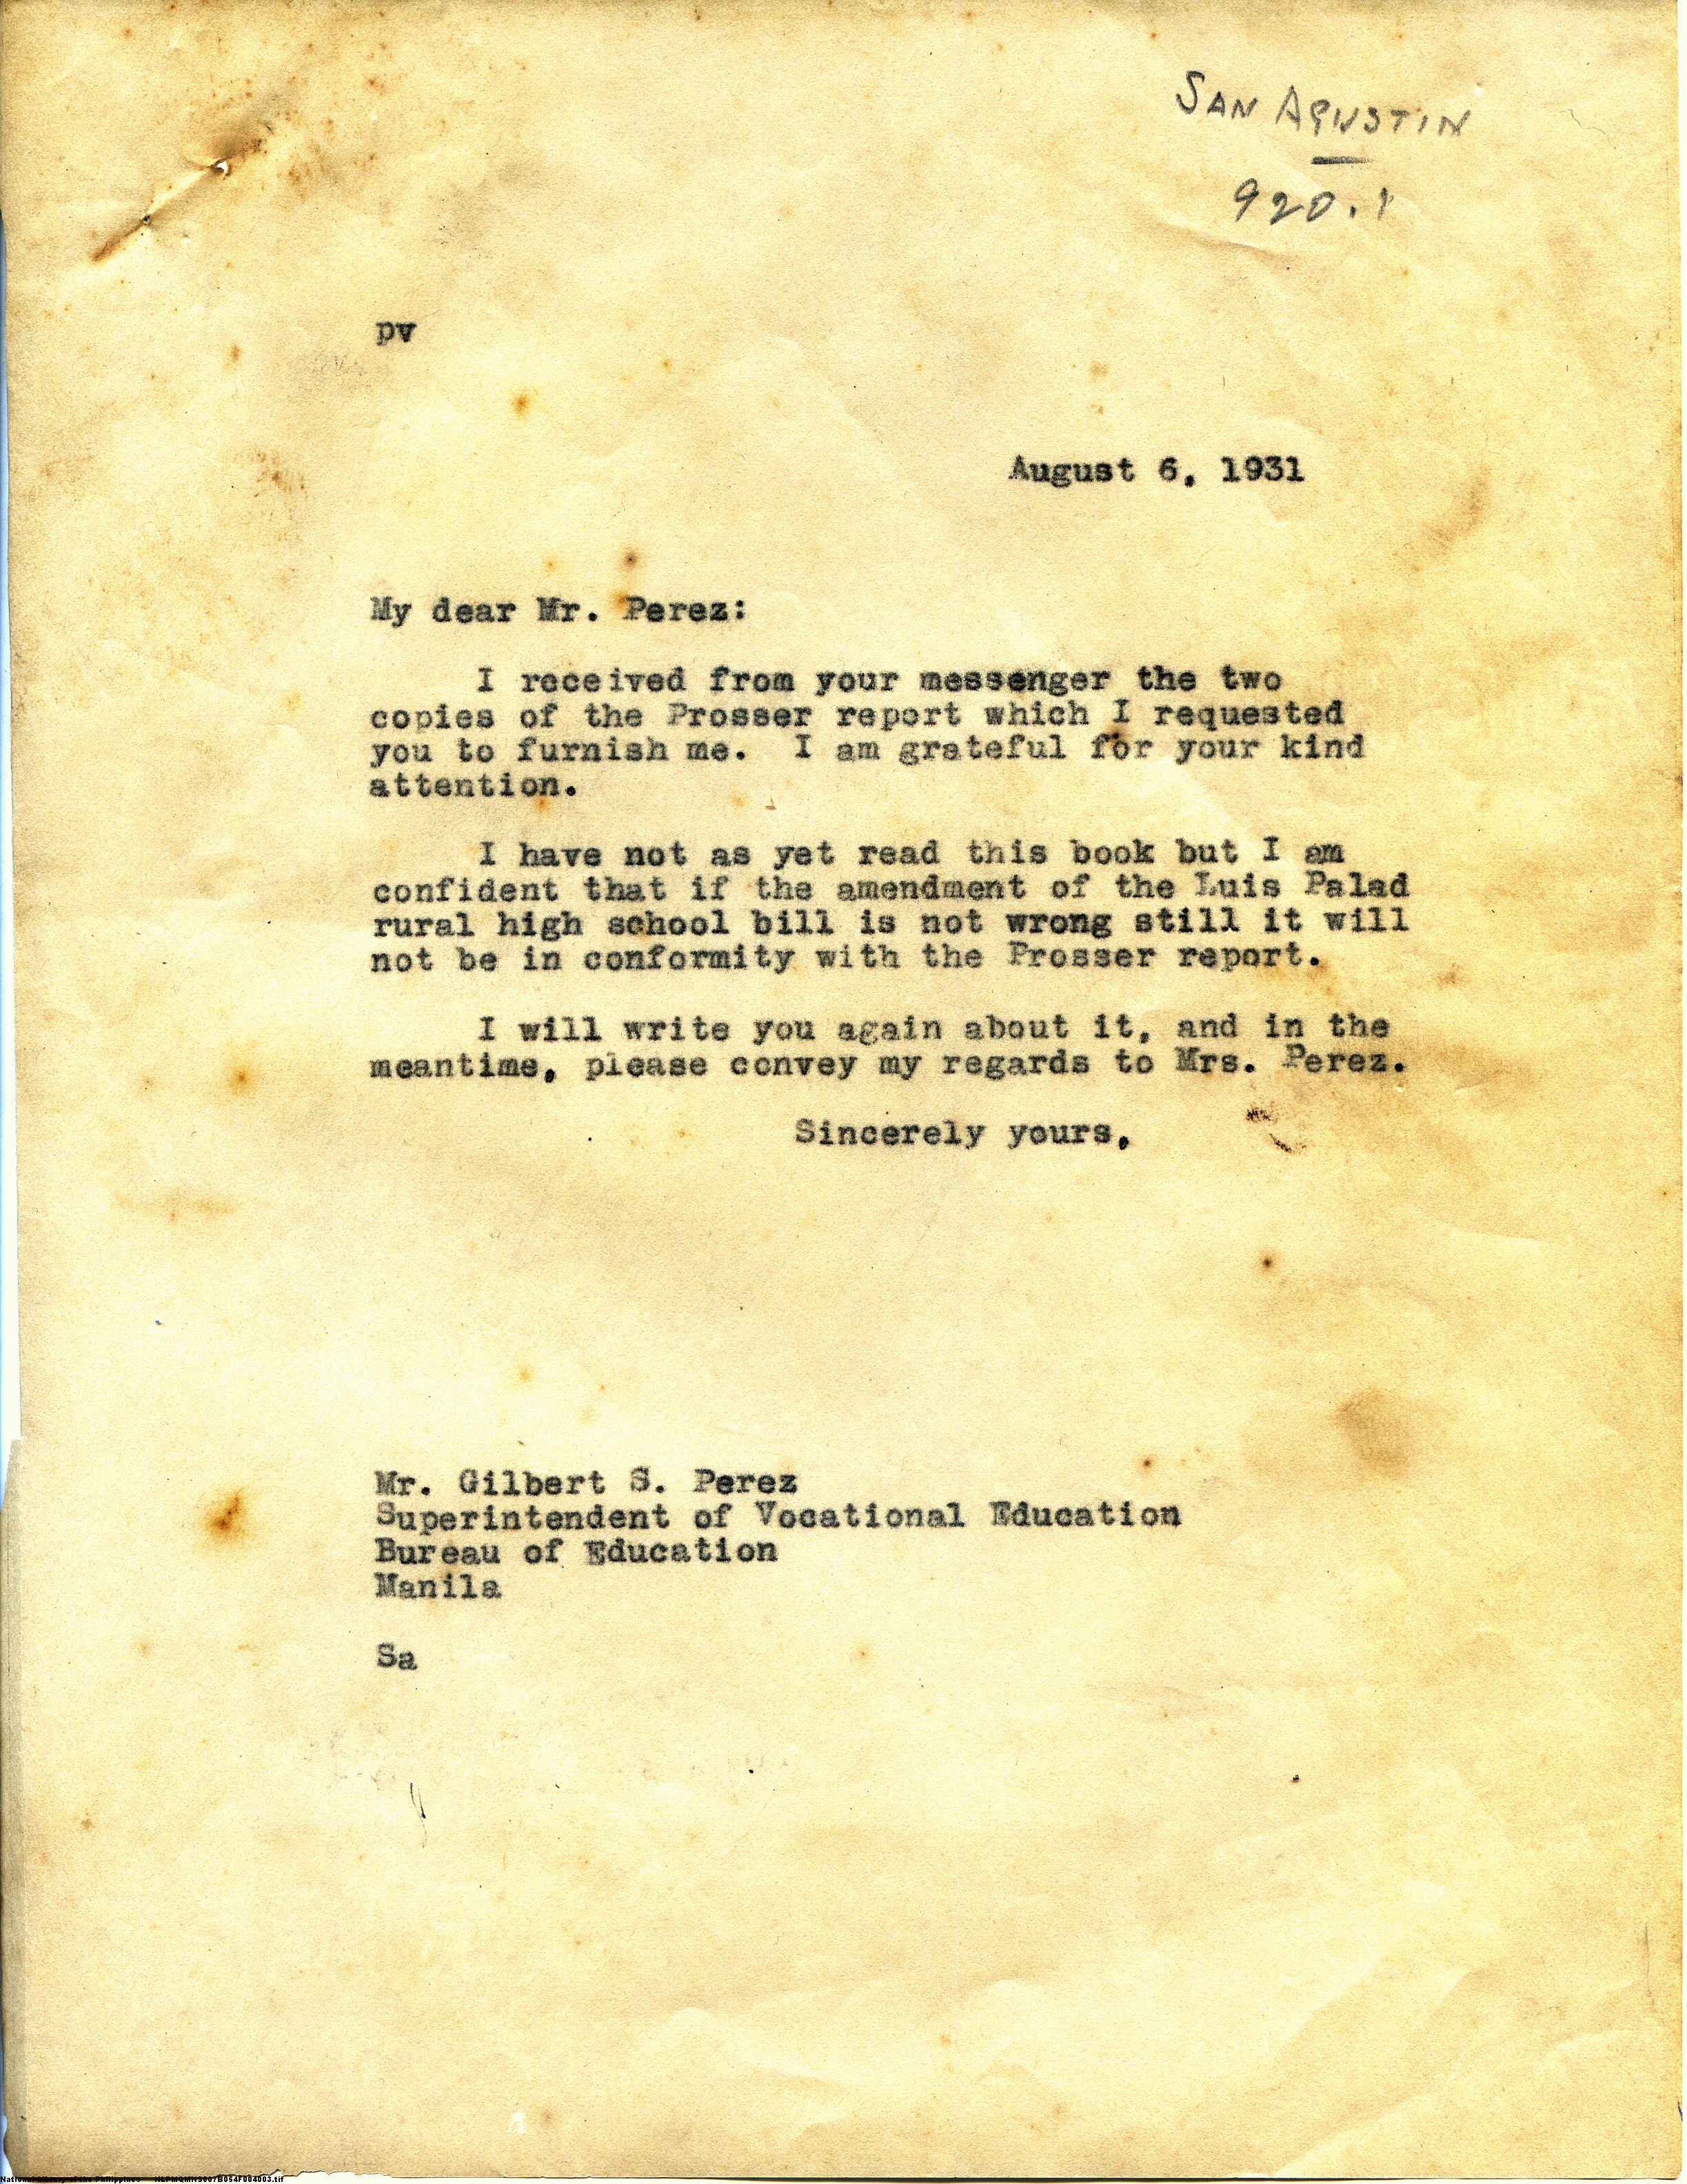 SAN AGUSTIN
920.1
pv
August 6, 1931
My dear Mr. Perez:
I received from your messenger the two
copies of the Prosser report which I requested
you to furnish me. I am grateful for your kind
attention.
I have not as yet read this book but I am
confident that if the amendment of the Luis Palad
rural high school bill is not wrong still it will
not be in conformity with the Prosser report.
I will write you again about it, and in the
meantime, please convey my regards to Mrs. Perez.
Sincerely yours,
Mr. Gilbert S. Perez
Superintendent of Vocational Education
Bureau of Education
Manila
Sa
National Library of the Philippines